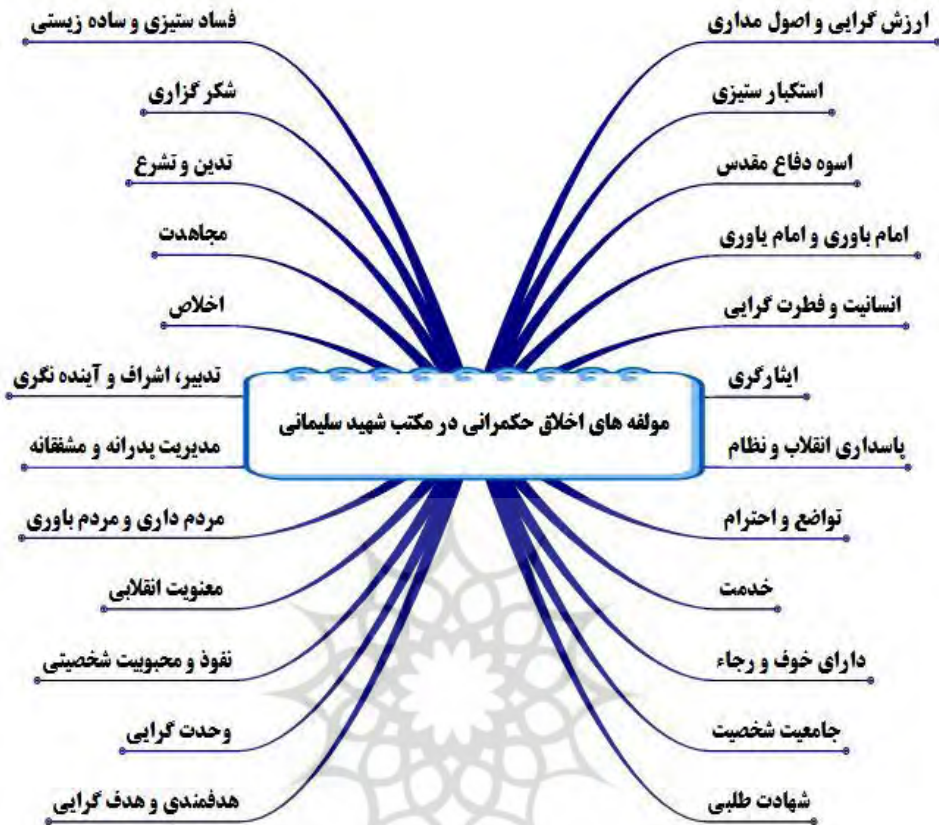 ارزش گرایی و اصول مداری
استکبار ستیزی
اسوه دفاع مقدس
امام باوری و امام یاوری
انسانیت و فطرت گرایی
ایثارگری
پاسداری انقلاب و نظام
تواضع و احترام
خدمت
دارای خوف و رجاء
جامعیت شخصیت
شهادت طلبی
مولفه های اخلاق حکمرانی در مکتب شهید سلیمانی
فساد ستیزی و ساده زیستی
شکر گزاری
تدین و تشرع
مجاهدت
اخلاص
تدبیر، اشراف و آینده نگری
مدیریت پدرانه و مشفقانه
مردم داری و مردم باوری
معنویت انقلابی
نفوذ و محبوبیت شخصیتی
وحدت گرایی
هدفمندی و هدف گرایی